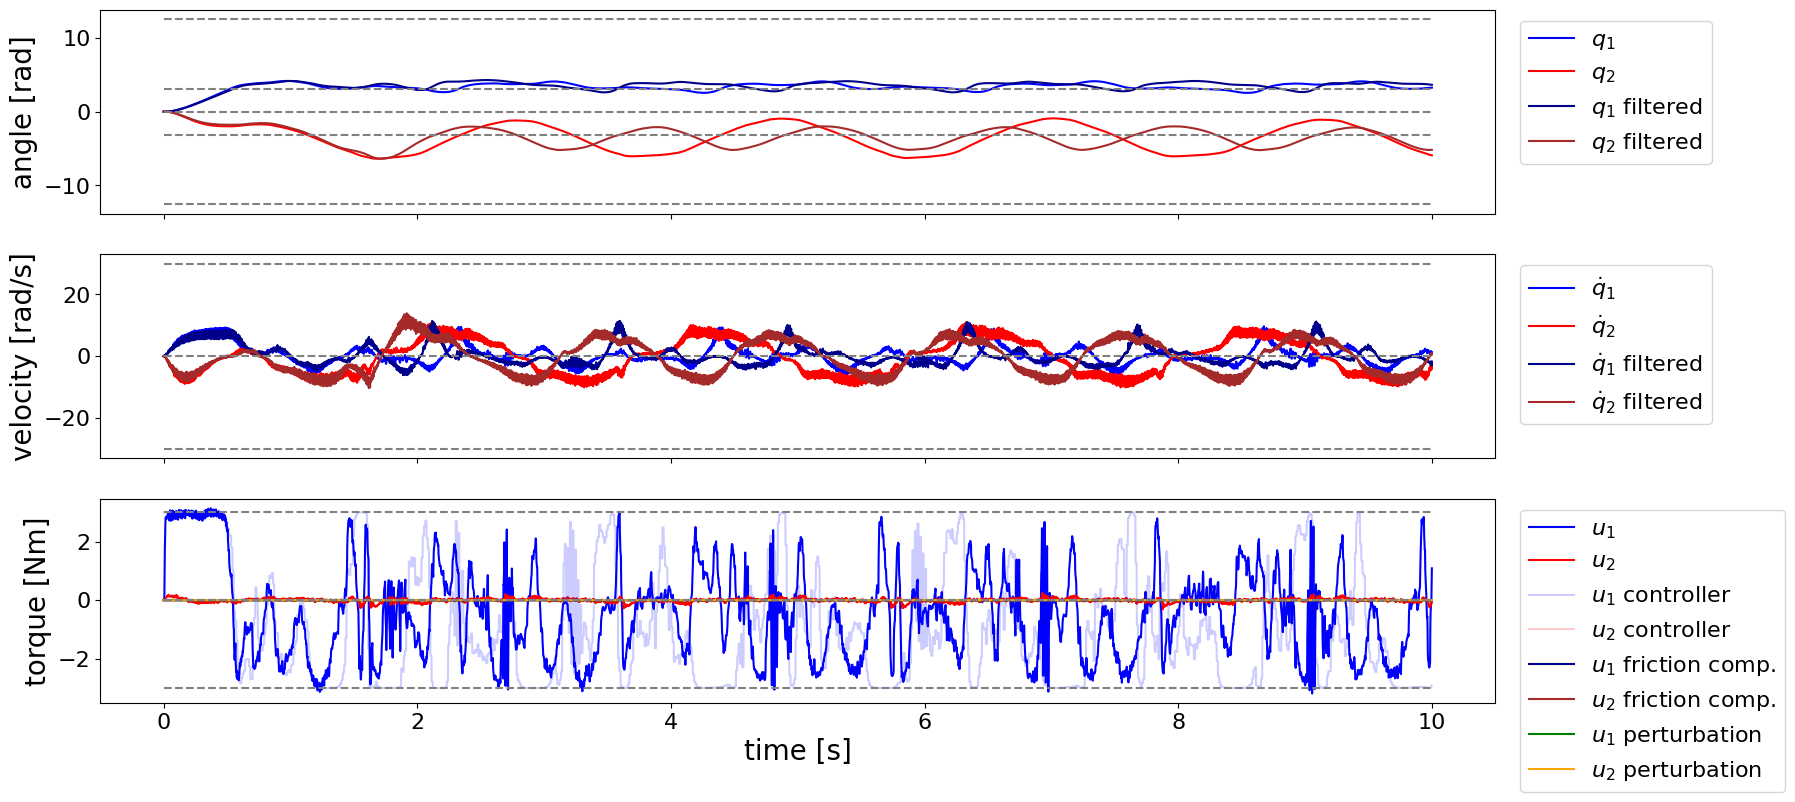 angle [rad]
10
0
−10
q₁
q₂
q₁ filtered
q₂ filtered
velocity [rad/s]
20
0
−20
q̇₁
q̇₂
q̇₁ filtered
q̇₂ filtered
torque [Nm]
2
0
−2
0 2 4 6 8 10
time [s]
u₁
u₂
u₁ controller
u₂ controller
u₁ friction comp.
u₂ friction comp.
u₁ perturbation
u₂ perturbation